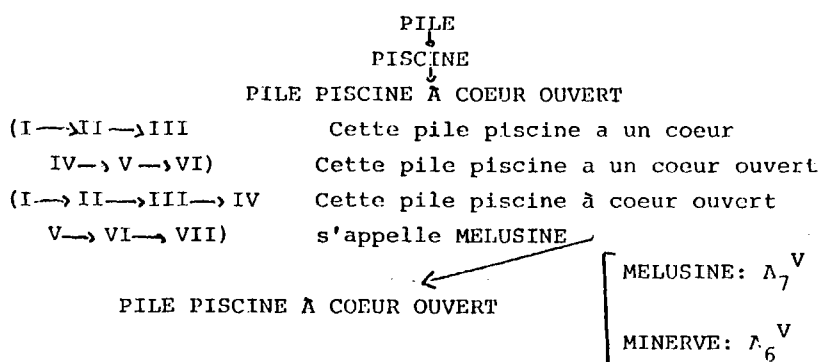 PILE
PISCINE
PILE PISCINE A COEUR OUVERT
(I → II → III Cette pile piscine a un coeur
IV → V → VI) Cette pile piscine a un coeur ouvert
(I → II → III → IV Cette pile piscine à coeur ouvert
V → VI → VII) s'appelle MELUSINE
MELUSINE: A₇ⱽ
PILE PISCINE A COEUR OUVERT
MINERVE: A₆ⱽ